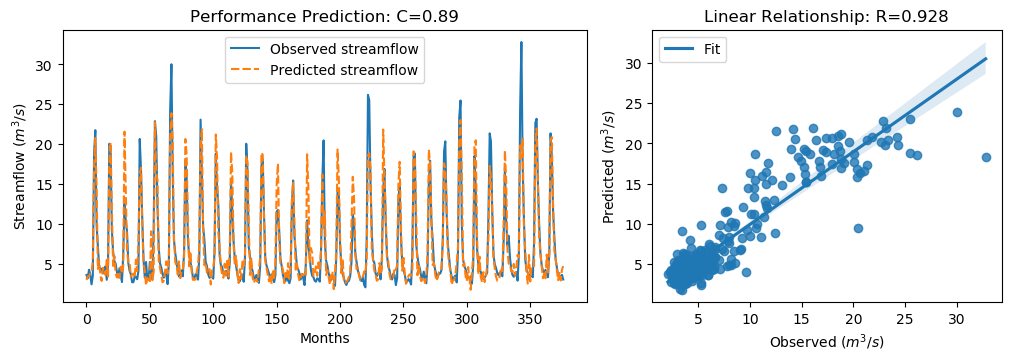 Performance Prediction: C=0.89
Observed streamflow
Predicted streamflow
Streamflow (m³/s)
30
25
20
15
10
5
0
50
100
150
200
250
300
350
Months
Linear Relationship: R=0.928
Fit
Predicted (m³/s)
30
25
20
15
10
5
5
10
15
20
25
30
Observed (m³/s)